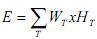 E = ∑_T W_T x H_T